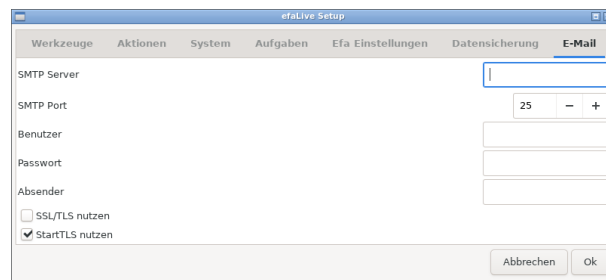 efaLive Setup
Werkzeuge Aktionen System Aufgaben Efa Einstellungen Datensicherung E-Mail
SMTP Server
SMTP Port 25 − +
Benutzer
Passwort
Absender
SSL/TLS nutzen
StartTLS nutzen
Abbrechen Ok